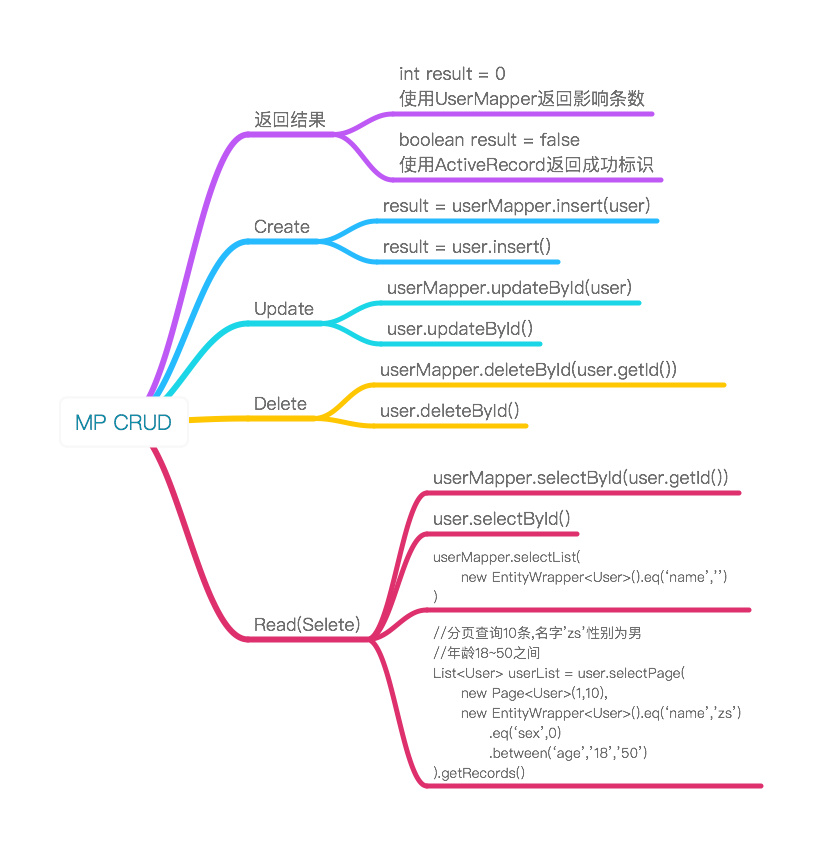 int result = 0
使用UserMapper返回影响条数
返回结果
boolean result = false
使用ActiveRecord返回成功标识
result = userMapper.insert(user)
Create
result = user.insert()
userMapper.updateById(user)
Update
user.updateById()
userMapper.deleteById(user.getId())
Delete
user.deleteById()
MP CRUD
userMapper.selectById(user.getId())
user.selectById()
userMapper.selectList(
new EntityWrapper<User>().eq(‘name’,’’)
)
Read(Selete)
//分页查询10条,名字’zs’性别为男
//年龄18~50之间
List<User> userList = user.selectPage(
new Page<User>(1,10),
new EntityWrapper<User>().eq(‘name’,’zs’)
.eq(‘sex’,0)
.between(‘age’,’18’,’50’)
).getRecords()